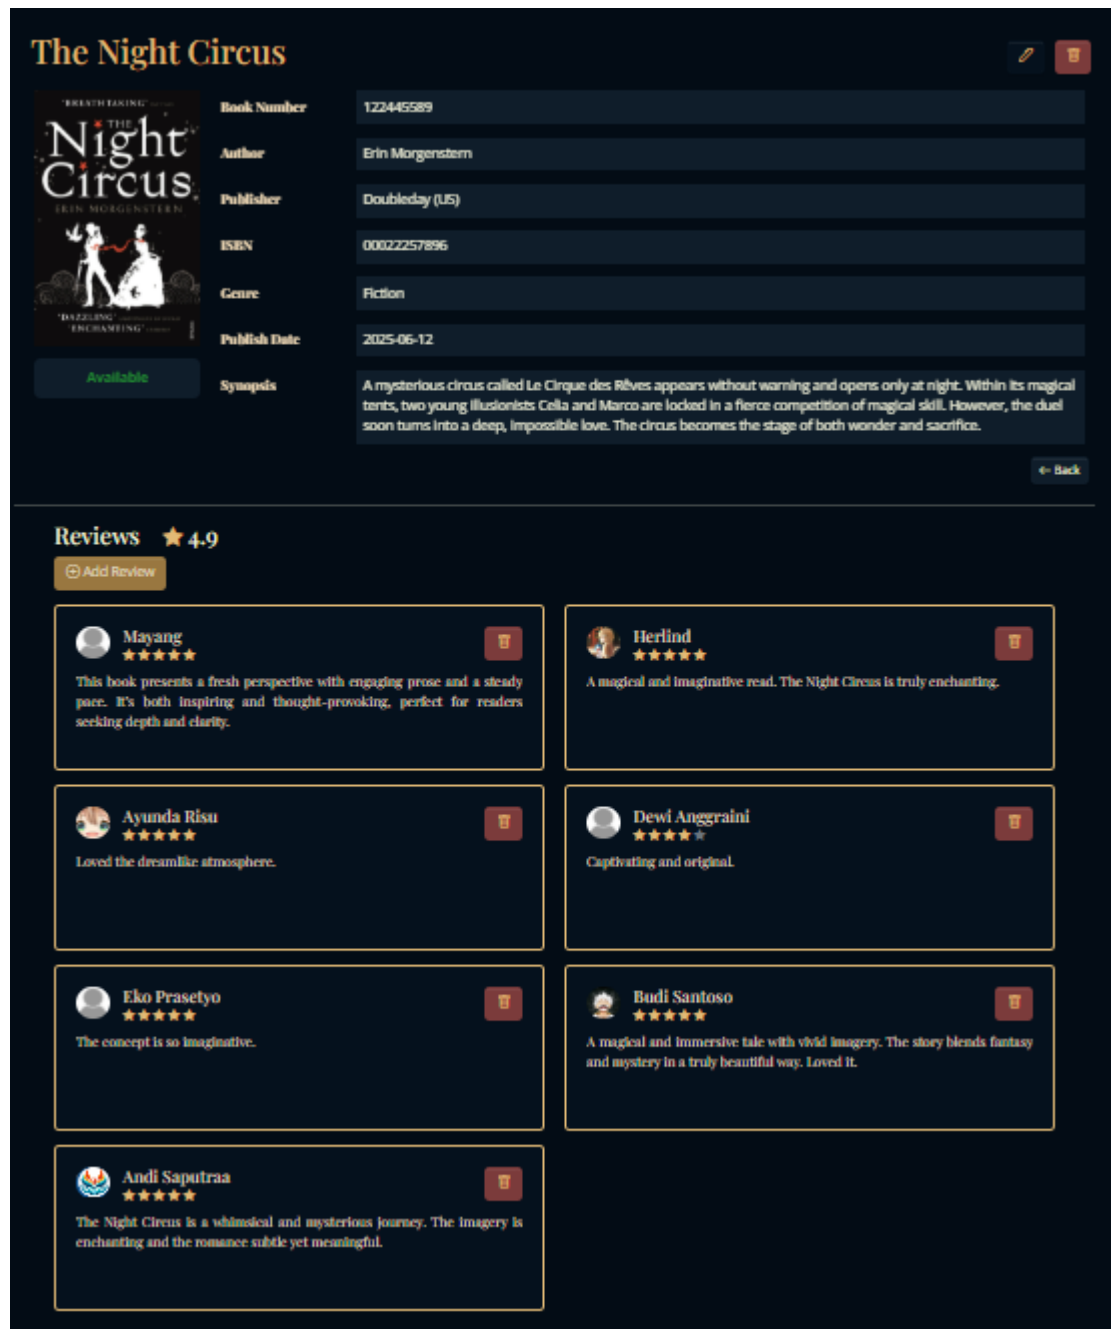 The Night Circus
'BREATHTAKING'
THE
Night
Circus
ERIN MORGENSTERN
'DAZZLING'
'ENCHANTING'
Available
Book Number 122445589
Author Erin Morgenstern
Publisher Doubleday (US)
ISBN 00022257896
Genre Fiction
Publish Date 2025-06-12
Synopsis A mysterious circus called Le Cirque des Rêves appears without warning and opens only at night. Within its magical
tents, two young illusionists Celia and Marco are locked in a fierce competition of magical skill. However, the duel
soon turns into a deep, impossible love. The circus becomes the stage of both wonder and sacrifice.
← Back
Reviews ★ 4.9
Add Review
Mayang
This book presents a fresh perspective with engaging prose and a steady
pace. It's both inspiring and thought-provoking, perfect for readers
seeking depth and clarity.
Herlind
A magical and imaginative read. The Night Circus is truly enchanting.
Ayunda Risu
Loved the dreamlike atmosphere.
Dewi Anggraini
Captivating and original.
Eko Prasetyo
The concept is so imaginative.
Budi Santoso
A magical and immersive tale with vivid imagery. The story blends fantasy
and mystery in a truly beautiful way. Loved it.
Andi Saputraa
The Night Circus is a whimsical and mysterious journey. The imagery is
enchanting and the romance subtle yet meaningful.